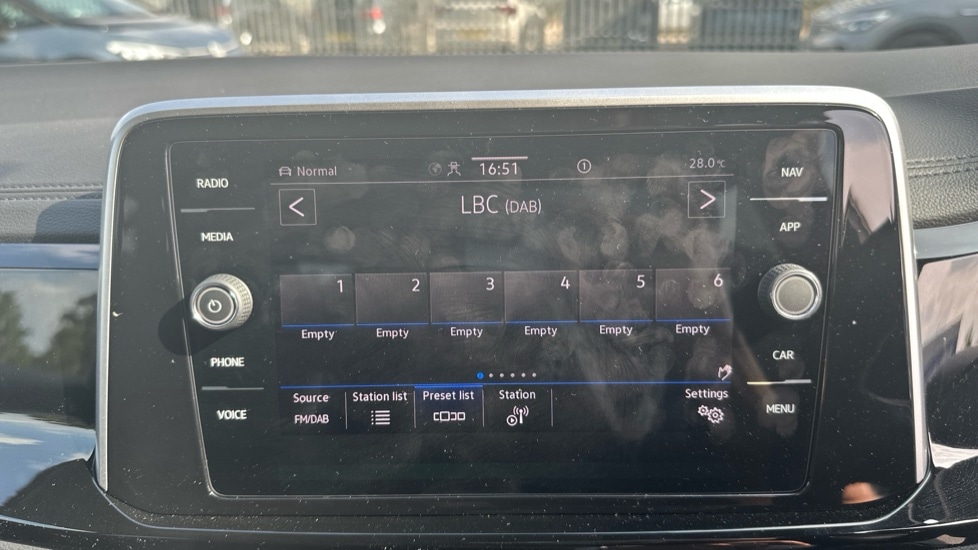 RADIO
MEDIA
PHONE
VOICE
Normal
16:51
1
28.0°C
<
LBC (DAB)
>
1 2 3 4 5 6
Empty Empty Empty Empty Empty Empty
Source
FM/DAB
Station list
Preset list
Station
Settings
NAV
APP
CAR
MENU